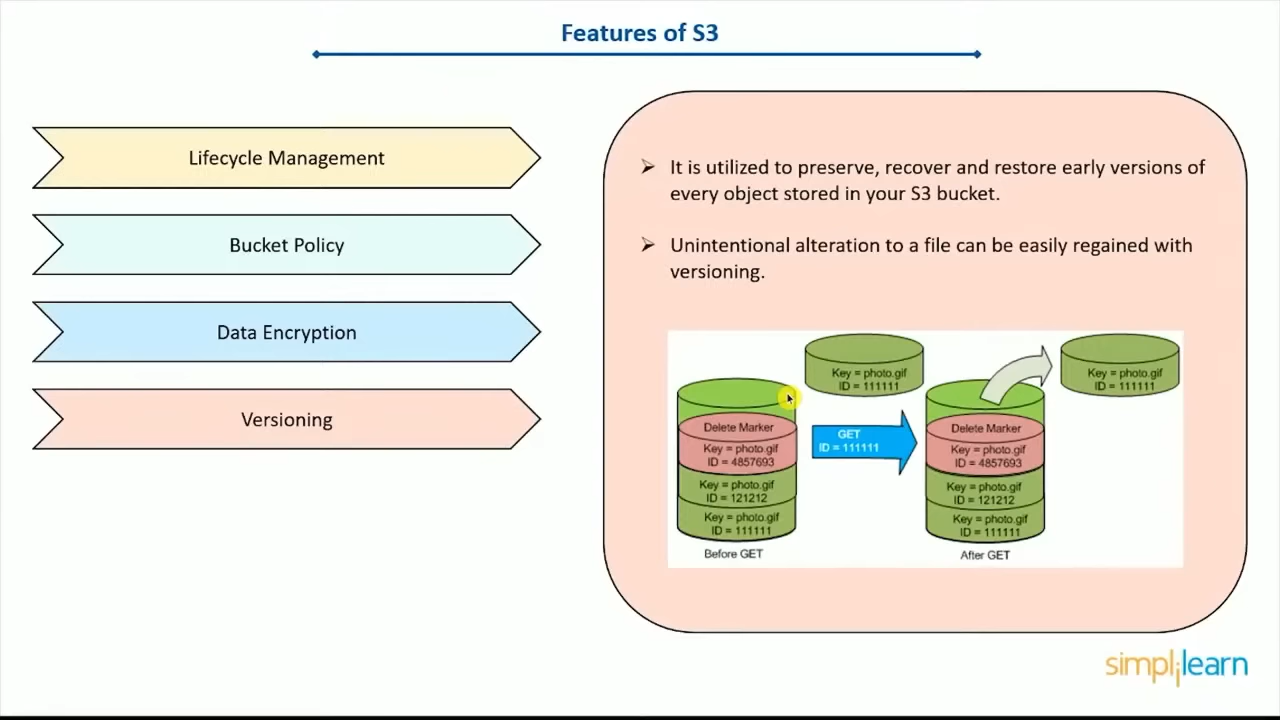 Features of S3
Lifecycle Management
Bucket Policy
Data Encryption
Versioning
➢ It is utilized to preserve, recover and restore early versions of
every object stored in your S3 bucket.
➢ Unintentional alteration to a file can be easily regained with
versioning.
Key = photo.gif
ID = 111111
Key = photo.gif
ID = 111111
Delete Marker
Key = photo.gif
ID = 4857693
Key = photo.gif
ID = 121212
Key = photo.gif
ID = 111111
Before GET
GET
ID = 111111
Delete Marker
Key = photo.gif
ID = 4857693
Key = photo.gif
ID = 121212
Key = photo.gif
ID = 111111
After GET
simplilearn